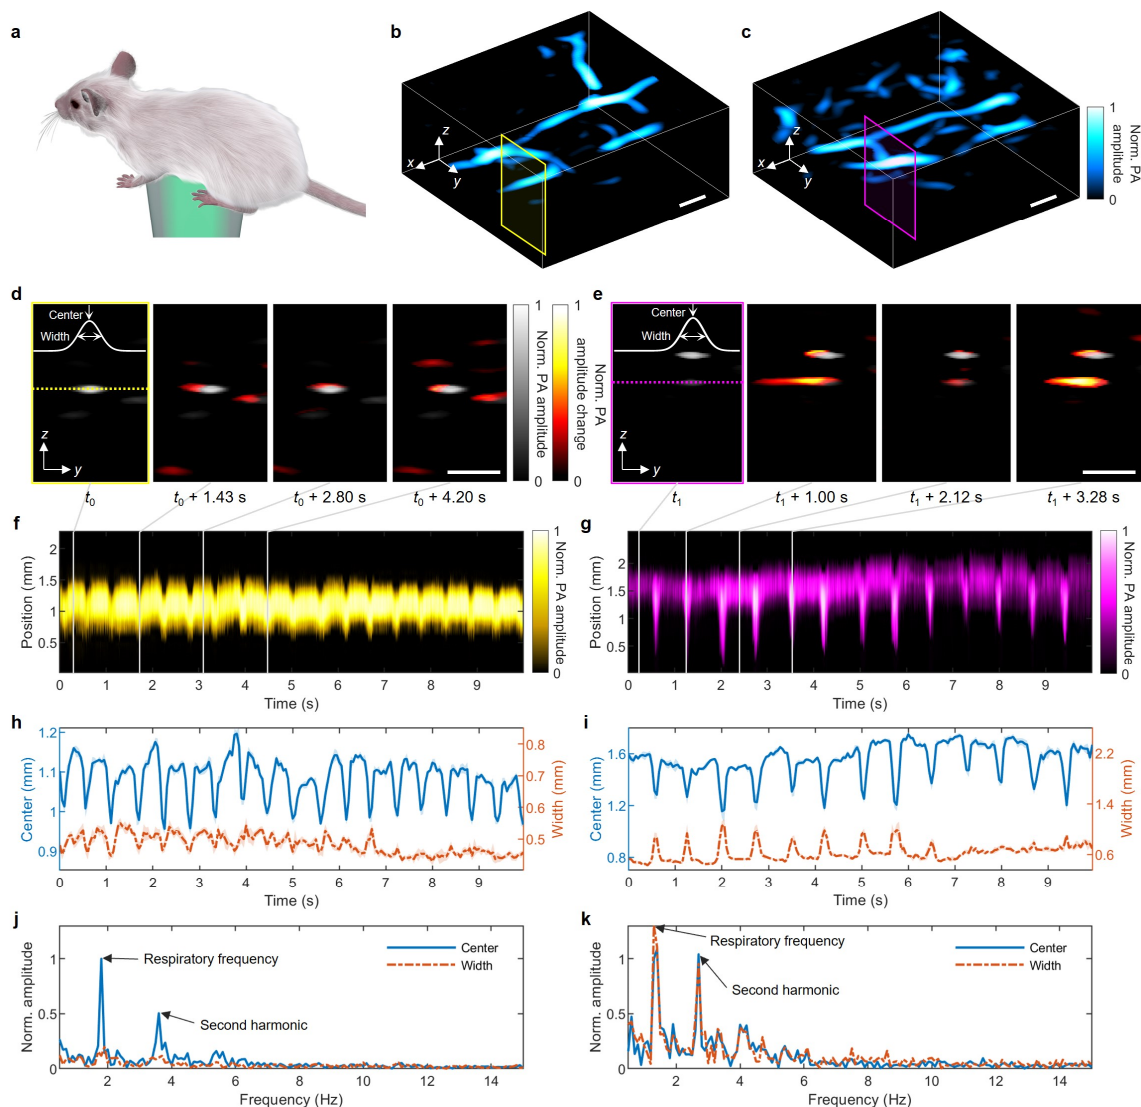 a
b
c
z
x
y
z
x
y
1
0
Norm. PA
amplitude
d
Center
Width
z
y
1
0
Norm. PA amplitude
1
0
Norm. PA
amplitude change
e
Center
Width
z
y
t0
t0 + 1.43 s
t0 + 2.80 s
t0 + 4.20 s
t1
t1 + 1.00 s
t1 + 2.12 s
t1 + 3.28 s
f
Position (mm)
2
1.5
1
0.5
0 1 2 3 4 5 6 7 8 9
Time (s)
1
0
Norm. PA amplitude
g
Position (mm)
2
1.5
1
0.5
0 1 2 3 4 5 6 7 8 9
Time (s)
1
0
Norm. PA amplitude
h
Center (mm)
1.2
1.1
1
0.9
0.8
0.7
0.6
0.5
Width (mm)
0 1 2 3 4 5 6 7 8 9
Time (s)
i
Center (mm)
1.6
1.2
0.8
2.2
1.4
0.6
Width (mm)
0 1 2 3 4 5 6 7 8 9
Time (s)
j
Norm. amplitude
1
0.5
0
Respiratory frequency
Second harmonic
Center
Width
2 4 6 8 10 12 14
Frequency (Hz)
k
Norm. amplitude
1
0.5
0
Respiratory frequency
Second harmonic
Center
Width
2 4 6 8 10 12 14
Frequency (Hz)